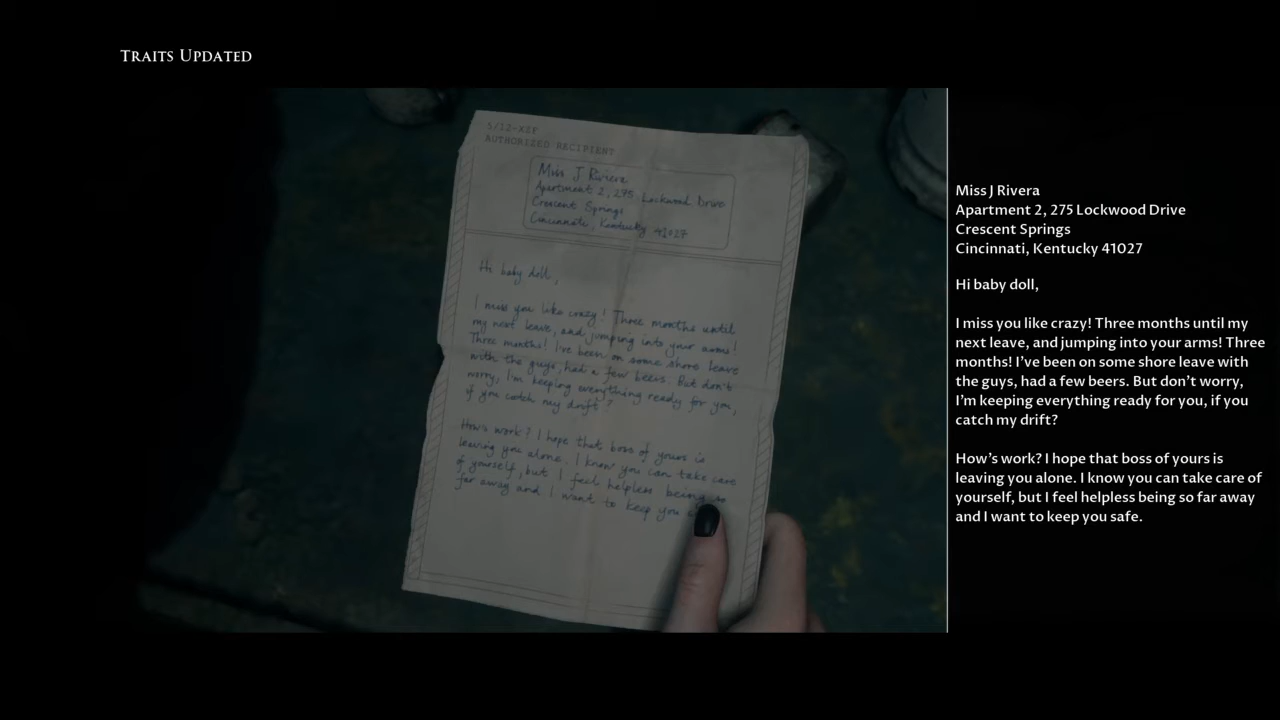 TRAITS UPDATED
5/12-X2F
AUTHORIZED RECIPIENT
Miss J Rivera
Apartment 2, 275 Lockwood Drive
Crescent Springs
Cincinnati, Kentucky 41027
Hi baby doll,
I miss you like crazy! Three months until
my next leave, and jumping into your arms!
Three months! I've been on some shore leave
with the guys, had a few beers. But don't
worry, I'm keeping everything ready for you,
if you catch my drift?
How's work? I hope that boss of yours is
leaving you alone. I know you can take care
of yourself, but I feel helpless being so
far away and I want to keep you
Miss J Rivera
Apartment 2, 275 Lockwood Drive
Crescent Springs
Cincinnati, Kentucky 41027
Hi baby doll,
I miss you like crazy! Three months until my
next leave, and jumping into your arms! Three
months! I've been on some shore leave with
the guys, had a few beers. But don't worry,
I'm keeping everything ready for you, if you
catch my drift?
How's work? I hope that boss of yours is
leaving you alone. I know you can take care of
yourself, but I feel helpless being so far away
and I want to keep you safe.